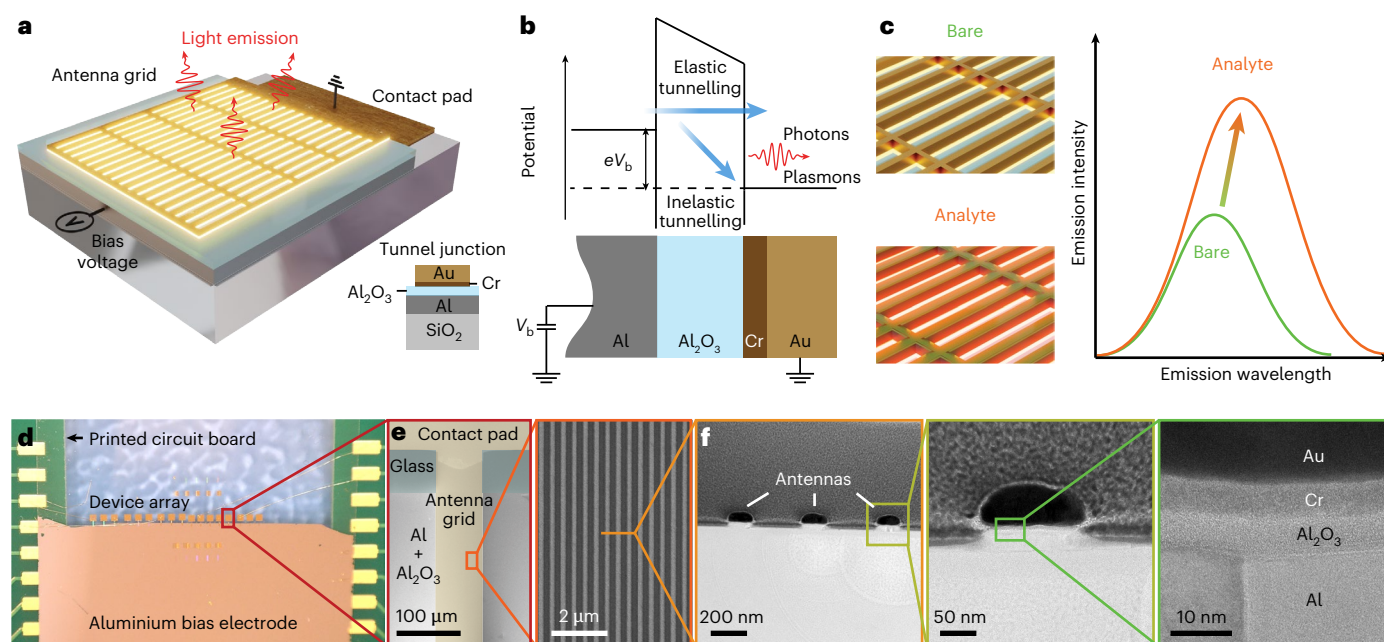 a
Light emission
Antenna grid
Contact pad
Bias
voltage
V
Tunnel junction
Au
Cr
Al₂O₃
Al
SiO₂
b
Potential
Elastic
tunnelling
eV_b
Photons
Plasmons
Inelastic
tunnelling
V_b
Al
Al₂O₃
Cr
Au
c
Bare
Analyte
Emission intensity
Analyte
Bare
Emission wavelength
d
Printed circuit board
Device array
Aluminium bias electrode
e
Contact pad
Glass
Antenna
grid
Al
+
Al₂O₃
100 µm
2 µm
f
Antennas
200 nm
50 nm
Au
Cr
Al₂O₃
Al
10 nm